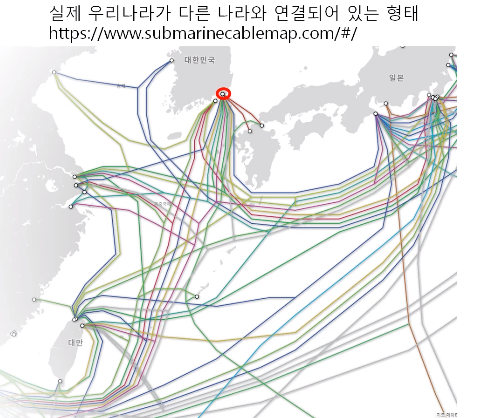 실제 우리나라가 다른 나라와 연결되어 있는 형태
https://www.submarinecablemap.com/#/
대한민국
일본
대만